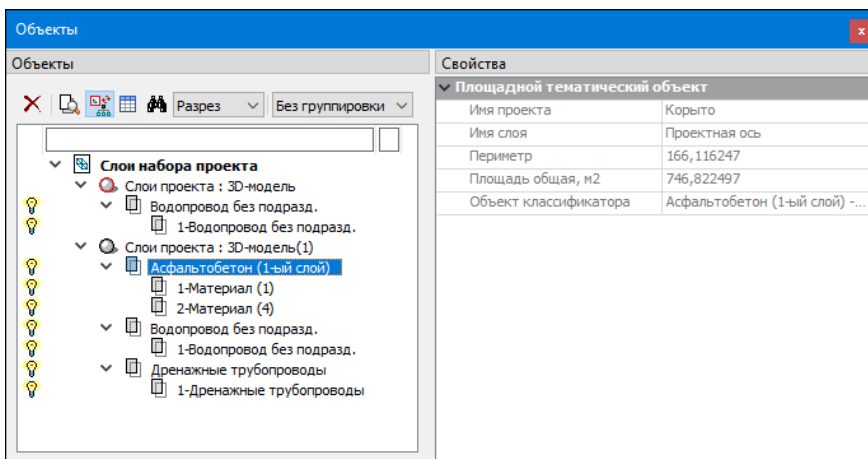 Объекты
x
Объекты
Разрез
Без группировки
Слои набора проекта
Слои проекта : 3D-модель
Водопровод без подразд.
1-Водопровод без подразд.
Слои проекта : 3D-модель(1)
Асфальтобетон (1-ый слой)
1-Материал (1)
2-Материал (4)
Водопровод без подразд.
1-Водопровод без подразд.
Дренажные трубопроводы
1-Дренажные трубопроводы
Свойства
Площадной тематический объект
Имя проекта Корыто
Имя слоя Проектная ось
Периметр 166,116247
Площадь общая, м2 746,822497
Объект классификатора Асфальтобетон (1-ый слой) -...